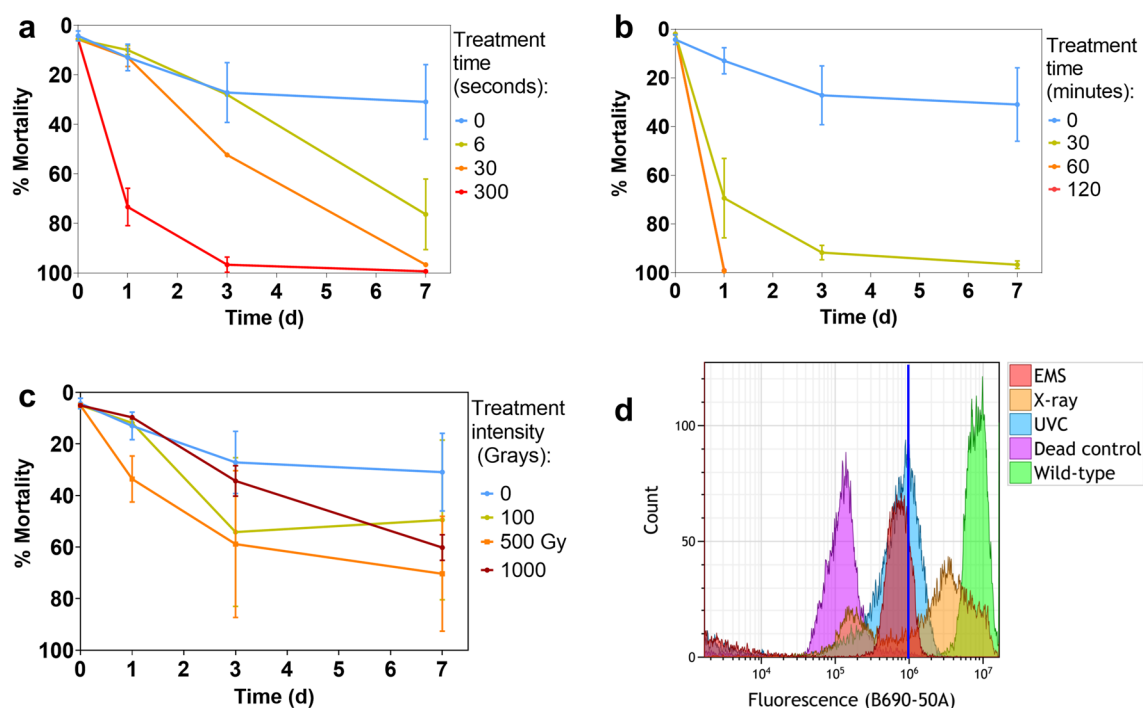 a
0
20
40
60
80
100
% Mortality
0
1
2
3
4
5
6
7
Time (d)
Treatment
time
(seconds):
0
6
30
300
b
0
20
40
60
80
100
% Mortality
0
1
2
3
4
5
6
7
Time (d)
Treatment
time
(minutes):
0
30
60
120
c
0
20
40
60
80
100
% Mortality
0
1
2
3
4
5
6
7
Time (d)
Treatment
intensity
(Grays):
0
100
500 Gy
1000
d
100
50
0
Count
10⁴
10⁵
10⁶
10⁷
Fluorescence (B690-50A)
EMS
X-ray
UVC
Dead control
Wild-type